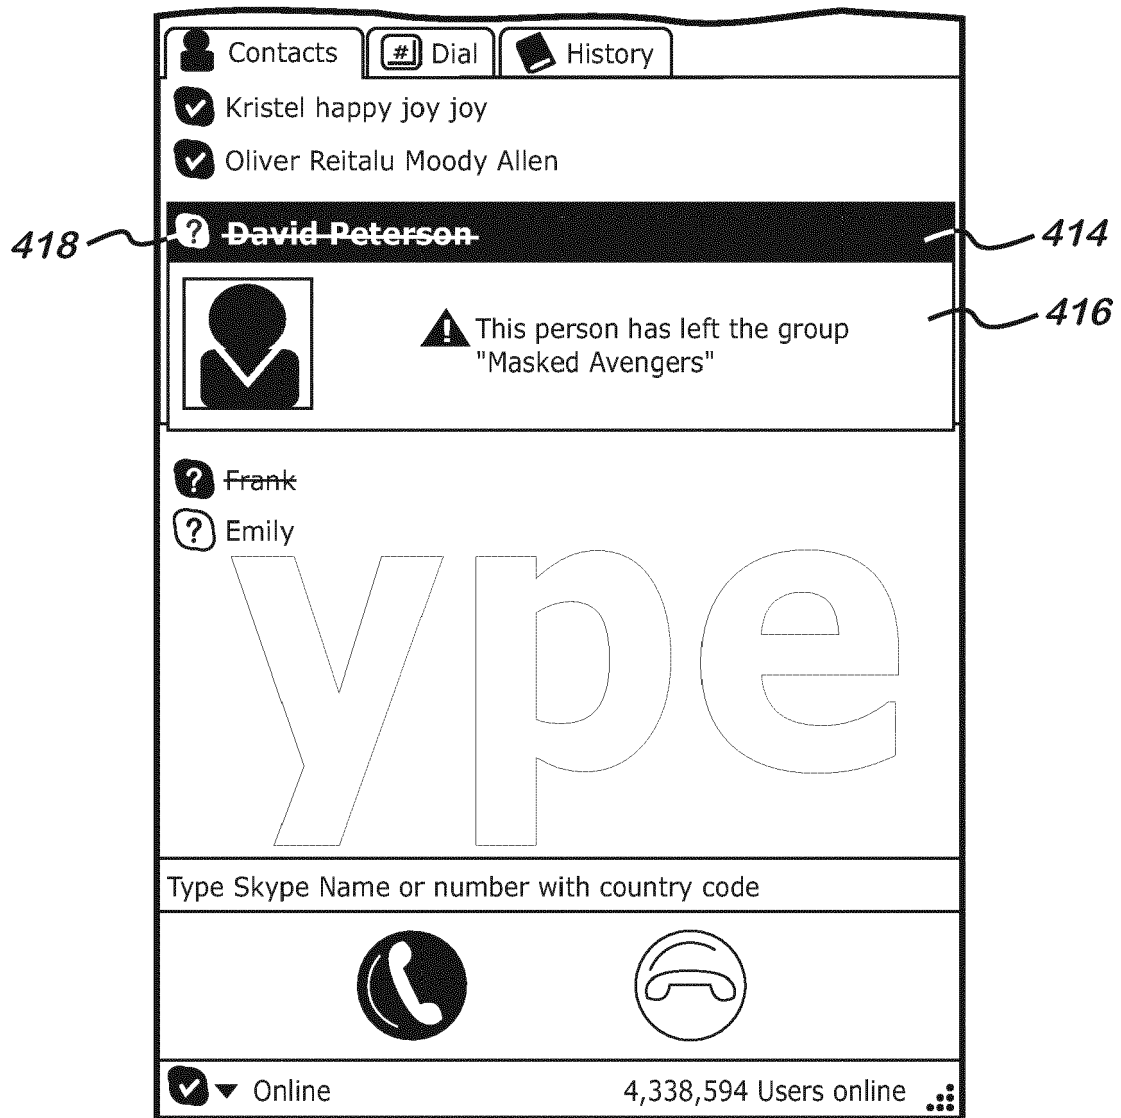 Contacts # Dial History
Kristel happy joy joy
Oliver Reitalu Moody Allen
418 ? David Peterson 414
! This person has left the group 416
"Masked Avengers"
? Frank
? Emily
ype
Type Skype Name or number with country code
Online 4,338,594 Users online